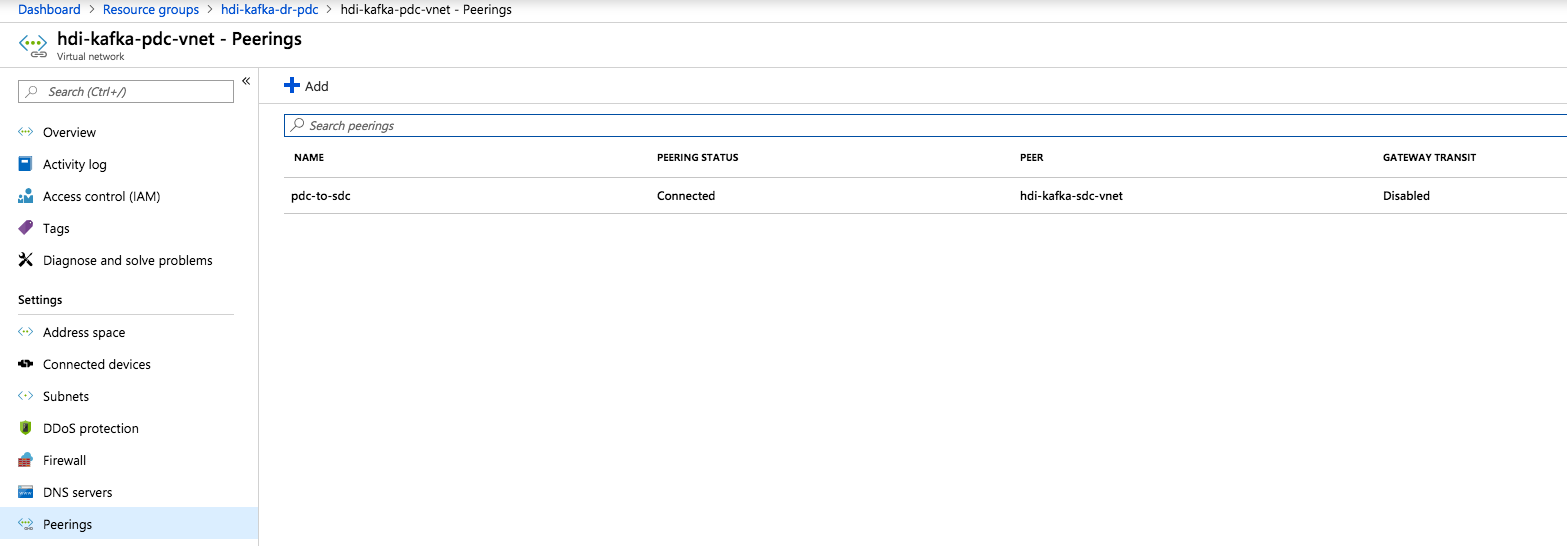 Dashboard > Resource groups > hdi-kafka-dr-pdc > hdi-kafka-pdc-vnet - Peerings
hdi-kafka-pdc-vnet - Peerings
Virtual network
Search (Ctrl+/)
«
Add
Search peerings
Overview
Activity log
Access control (IAM)
Tags
Diagnose and solve problems
Settings
Address space
Connected devices
Subnets
DDoS protection
Firewall
DNS servers
Peerings
NAME PEERING STATUS PEER GATEWAY TRANSIT
pdc-to-sdc Connected hdi-kafka-sdc-vnet Disabled